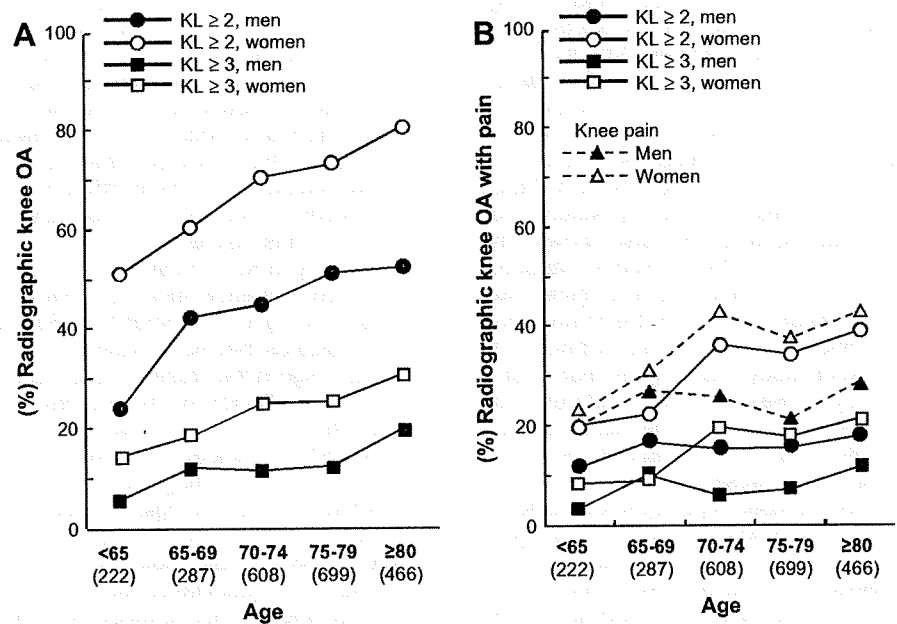 A
KL ≥ 2, men
KL ≥ 2, women
KL ≥ 3, men
KL ≥ 3, women
(%) Radiographic knee OA
100
80
60
40
20
0
<65 65-69 70-74 75-79 ≥80
(222) (287) (608) (699) (466)
Age
B
KL ≥ 2, men
KL ≥ 2, women
KL ≥ 3, men
KL ≥ 3, women
Knee pain
Men
Women
(%) Radiographic knee OA with pain
100
80
60
40
20
0
<65 65-69 70-74 75-79 ≥80
(222) (287) (608) (699) (466)
Age